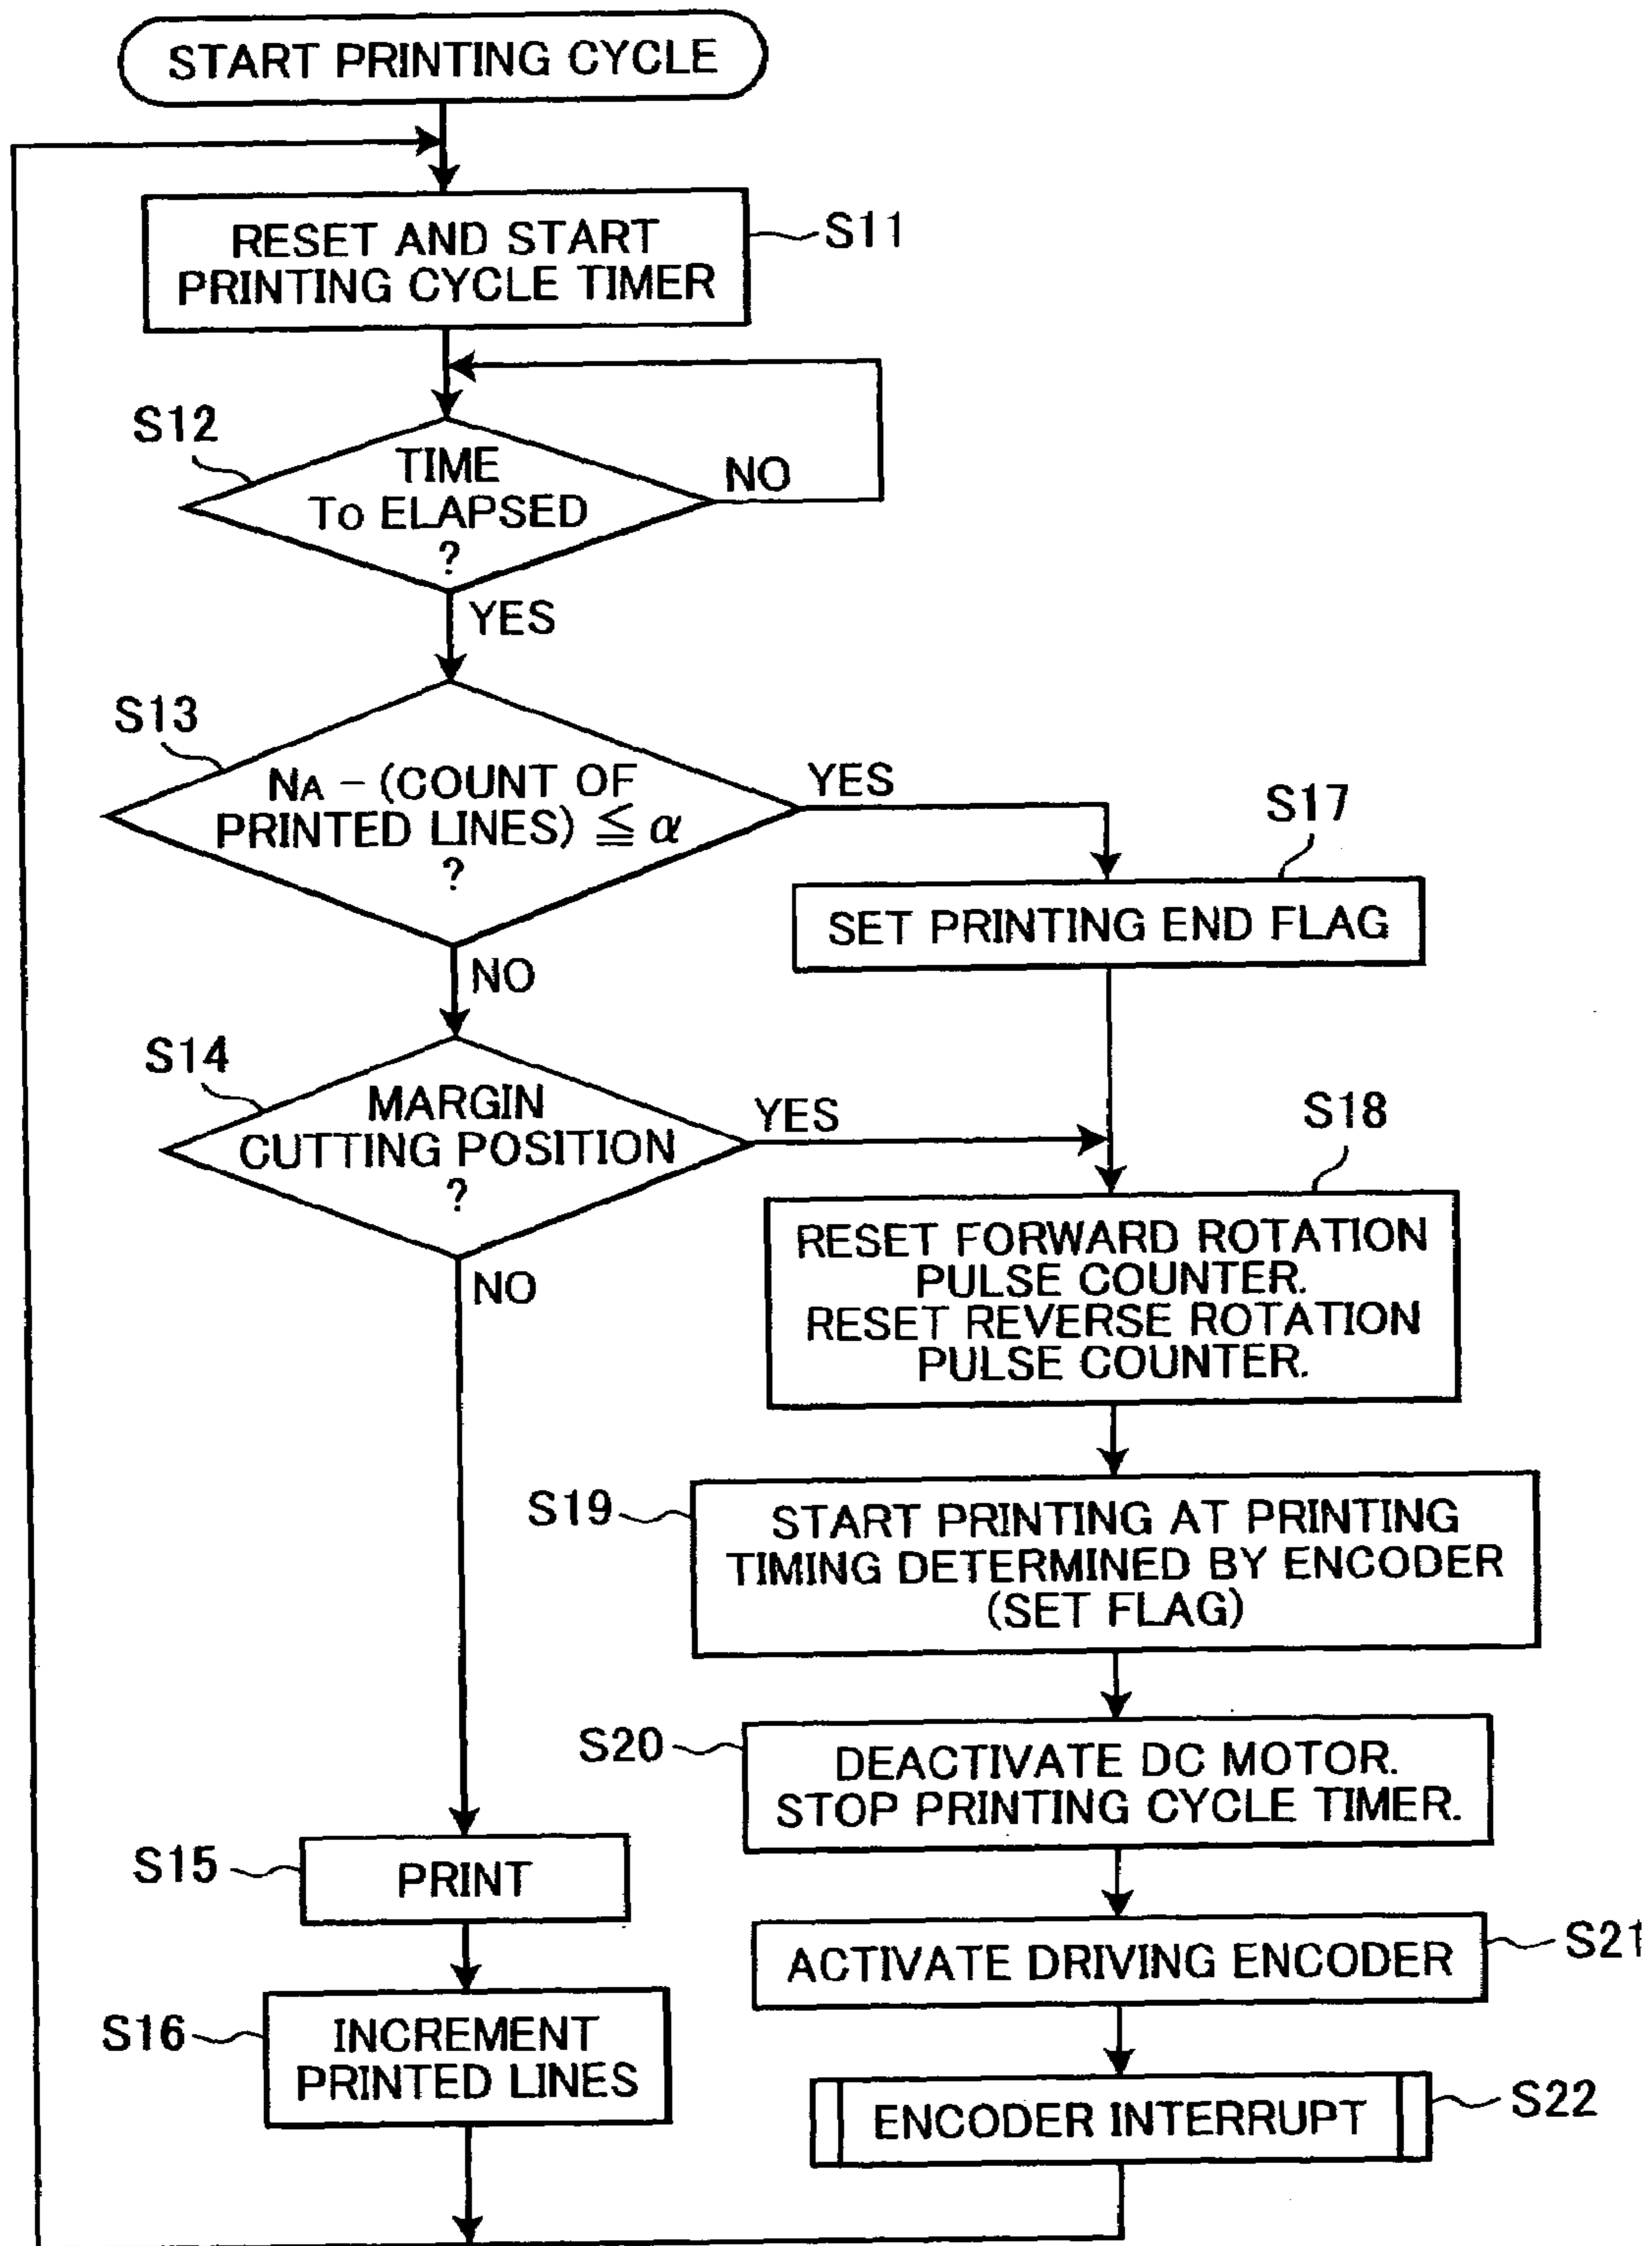 START PRINTING CYCLE
RESET AND START
PRINTING CYCLE TIMER
S11
S12
TIME
To ELAPSED
?
NO
YES
S13
NA – (COUNT OF
PRINTED LINES) ≦ α
?
YES
NO
S17
SET PRINTING END FLAG
S14
MARGIN
CUTTING POSITION
?
YES
NO
S18
RESET FORWARD ROTATION
PULSE COUNTER.
RESET REVERSE ROTATION
PULSE COUNTER.
S19
START PRINTING AT PRINTING
TIMING DETERMINED BY ENCODER
(SET FLAG)
S20
DEACTIVATE DC MOTOR.
STOP PRINTING CYCLE TIMER.
S15
PRINT
S21
ACTIVATE DRIVING ENCODER
S16
INCREMENT
PRINTED LINES
S22
ENCODER INTERRUPT